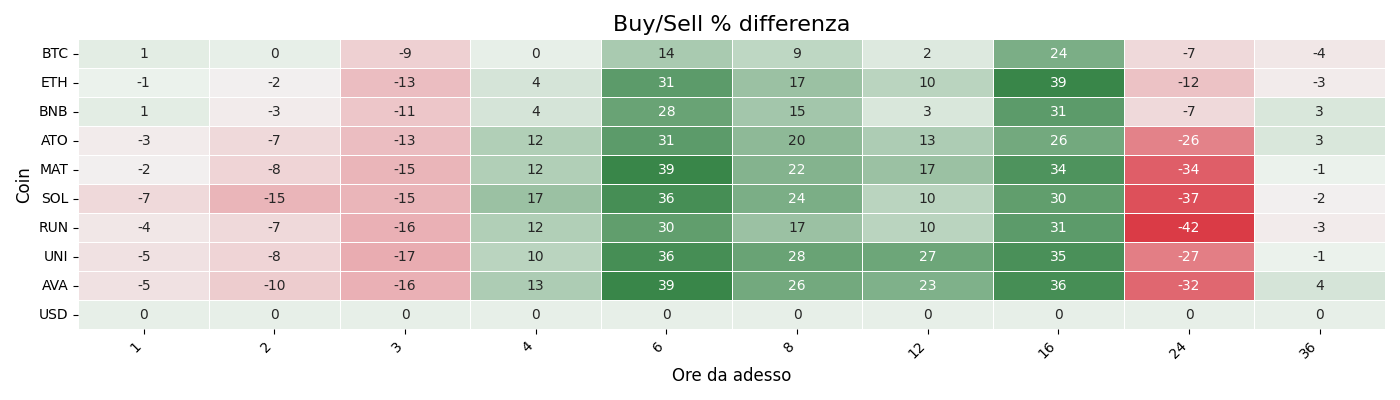 Buy/Sell % differenza
Coin
BTC 1 0 -9 0 14 9 2 24 -7 -4
ETH -1 -2 -13 4 31 17 10 39 -12 -3
BNB 1 -3 -11 4 28 15 3 31 -7 3
ATO -3 -7 -13 12 31 20 13 26 -26 3
MAT -2 -8 -15 12 39 22 17 34 -34 -1
SOL -7 -15 -15 17 36 24 10 30 -37 -2
RUN -4 -7 -16 12 30 17 10 31 -42 -3
UNI -5 -8 -17 10 36 28 27 35 -27 -1
AVA -5 -10 -16 13 39 26 23 36 -32 4
USD 0 0 0 0 0 0 0 0 0 0
1 2 3 4 6 8 12 16 24 36
Ore da adesso